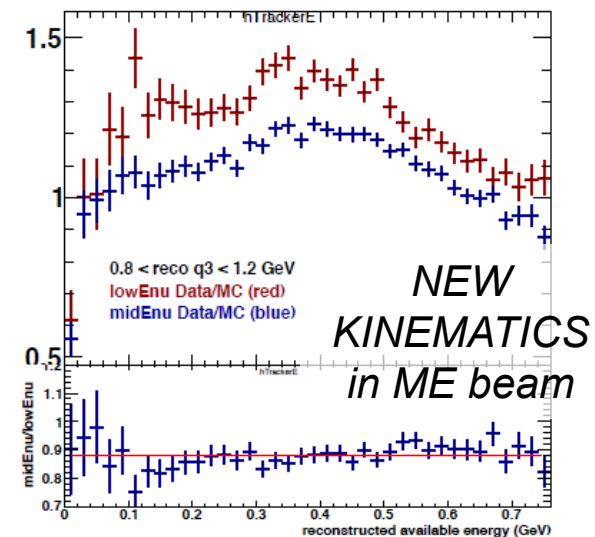 hTrackerE
1.5
1
0.5
0.8 < reco q3 < 1.2 GeV
lowEnu Data/MC (red)
midEnu Data/MC (blue)
NEW
KINEMATICS
in ME beam
hTrackerE
1.2
1.1
1
0.9
0.8
0.7
midEnu/lowEnu
0 0.1 0.2 0.3 0.4 0.5 0.6 0.7
reconstructed available energy (GeV)